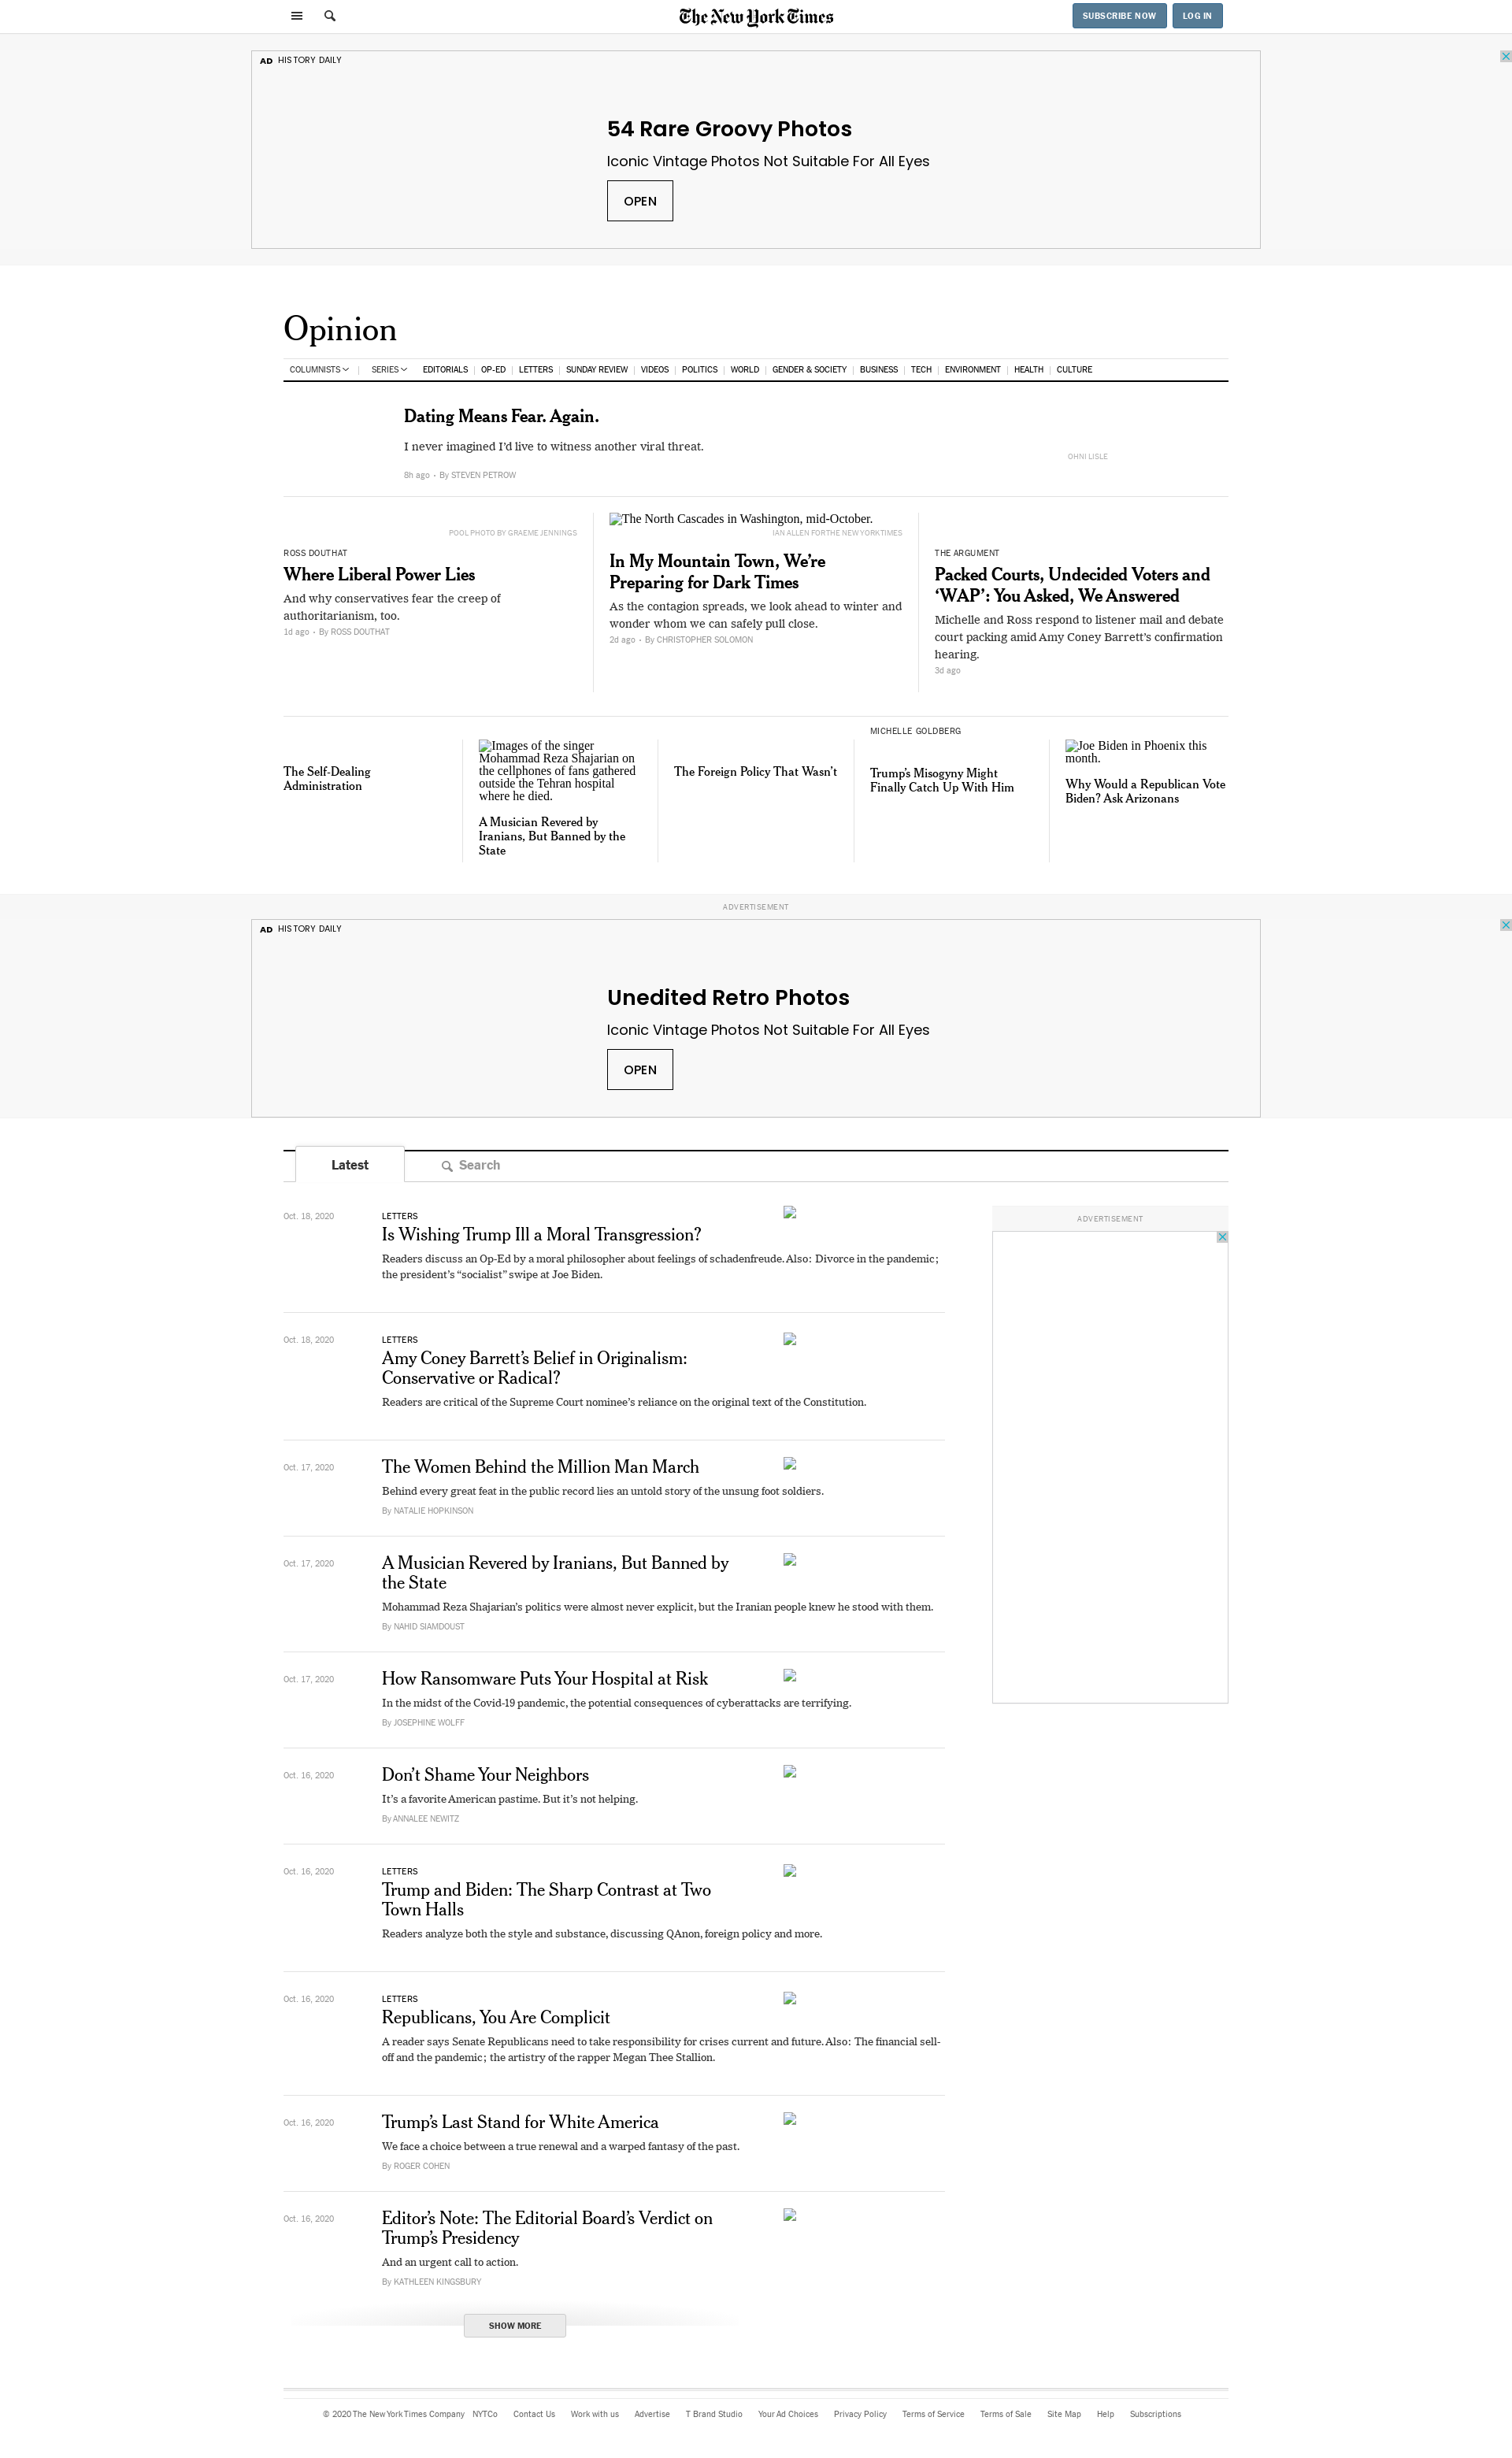 The New York Times
SUBSCRIBE NOW
LOG IN
AD HISTORY DAILY
54 Rare Groovy Photos
Iconic Vintage Photos Not Suitable For All Eyes
OPEN
Opinion
COLUMNISTS SERIES EDITORIALS OP-ED LETTERS SUNDAY REVIEW VIDEOS POLITICS WORLD GENDER & SOCIETY BUSINESS TECH ENVIRONMENT HEALTH CULTURE
Dating Means Fear. Again.
I never imagined I’d live to witness another viral threat.
OHNI LISLE
8h ago • By STEVEN PETROW
POOL PHOTO BY GRAEME JENNINGS
ROSS DOUTHAT
Where Liberal Power Lies
And why conservatives fear the creep of
authoritarianism, too.
1d ago • By ROSS DOUTHAT
The North Cascades in Washington, mid-October.
IAN ALLEN FOR THE NEW YORK TIMES
In My Mountain Town, We’re
Preparing for Dark Times
As the contagion spreads, we look ahead to winter and
wonder whom we can safely pull close.
2d ago • By CHRISTOPHER SOLOMON
THE ARGUMENT
Packed Courts, Undecided Voters and
‘WAP’: You Asked, We Answered
Michelle and Ross respond to listener mail and debate
court packing amid Amy Coney Barrett’s confirmation
hearing.
3d ago
The Self-Dealing
Administration
Images of the singer
Mohammad Reza Shajarian on
the cellphones of fans gathered
outside the Tehran hospital
where he died.
A Musician Revered by
Iranians, But Banned by the
State
The Foreign Policy That Wasn’t
MICHELLE GOLDBERG
Trump’s Misogyny Might
Finally Catch Up With Him
Joe Biden in Phoenix this
month.
Why Would a Republican Vote
Biden? Ask Arizonans
ADVERTISEMENT
AD HISTORY DAILY
Unedited Retro Photos
Iconic Vintage Photos Not Suitable For All Eyes
OPEN
Latest
Search
ADVERTISEMENT
Oct. 18, 2020
LETTERS
Is Wishing Trump Ill a Moral Transgression?
Readers discuss an Op-Ed by a moral philosopher about feelings of schadenfreude. Also: Divorce in the pandemic;
the president’s “socialist” swipe at Joe Biden.
Oct. 18, 2020
LETTERS
Amy Coney Barrett’s Belief in Originalism:
Conservative or Radical?
Readers are critical of the Supreme Court nominee’s reliance on the original text of the Constitution.
Oct. 17, 2020
The Women Behind the Million Man March
Behind every great feat in the public record lies an untold story of the unsung foot soldiers.
By NATALIE HOPKINSON
Oct. 17, 2020
A Musician Revered by Iranians, But Banned by
the State
Mohammad Reza Shajarian’s politics were almost never explicit, but the Iranian people knew he stood with them.
By NAHID SIAMDOUST
Oct. 17, 2020
How Ransomware Puts Your Hospital at Risk
In the midst of the Covid-19 pandemic, the potential consequences of cyberattacks are terrifying.
By JOSEPHINE WOLFF
Oct. 16, 2020
Don’t Shame Your Neighbors
It’s a favorite American pastime. But it’s not helping.
By ANNALEE NEWITZ
Oct. 16, 2020
LETTERS
Trump and Biden: The Sharp Contrast at Two
Town Halls
Readers analyze both the style and substance, discussing QAnon, foreign policy and more.
Oct. 16, 2020
LETTERS
Republicans, You Are Complicit
A reader says Senate Republicans need to take responsibility for crises current and future. Also: The financial sell-
off and the pandemic; the artistry of the rapper Megan Thee Stallion.
Oct. 16, 2020
Trump’s Last Stand for White America
We face a choice between a true renewal and a warped fantasy of the past.
By ROGER COHEN
Oct. 16, 2020
Editor’s Note: The Editorial Board’s Verdict on
Trump’s Presidency
And an urgent call to action.
By KATHLEEN KINGSBURY
SHOW MORE
© 2020 The New York Times Company NYTCo Contact Us Work with us Advertise T Brand Studio Your Ad Choices Privacy Policy Terms of Service Terms of Sale Site Map Help Subscriptions